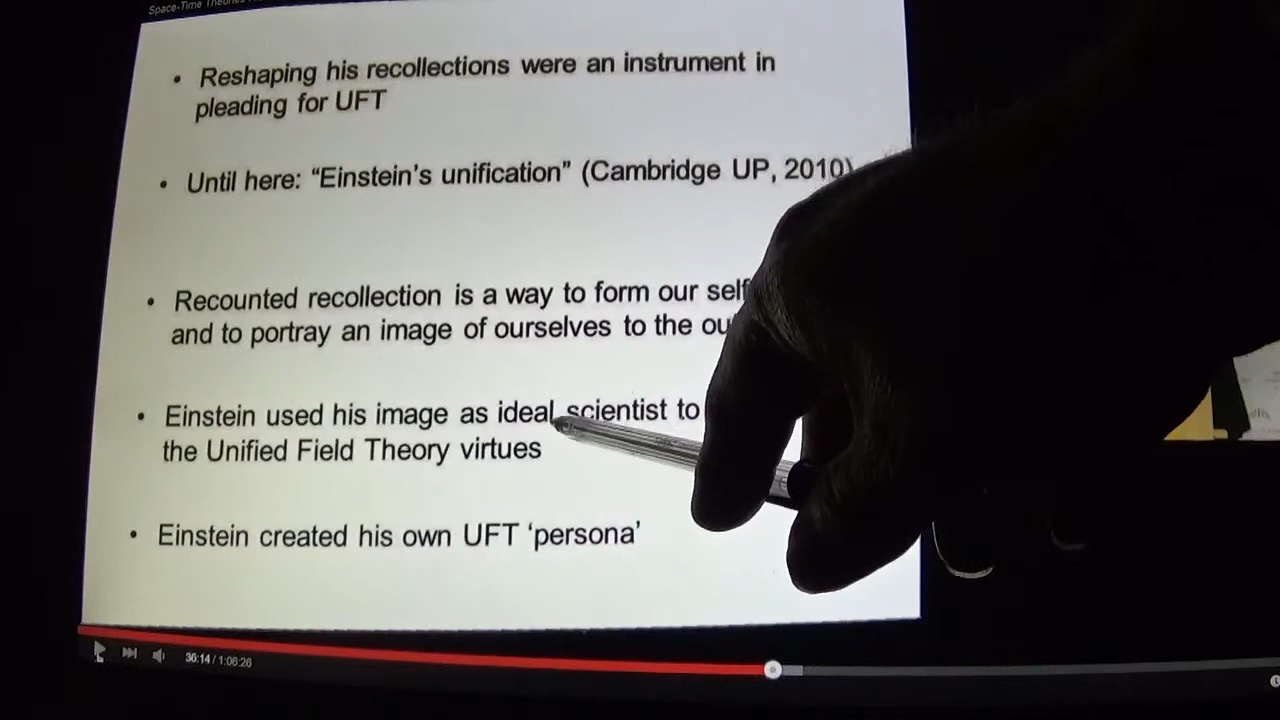 Space-Time Theories
• Reshaping his recollections were an instrument in
pleading for UFT
• Until here: “Einstein’s unification” (Cambridge UP, 2010)
• Recounted recollection is a way to form our self
and to portray an image of ourselves to the
• Einstein used his image as ideal scientist to
the Unified Field Theory virtues
• Einstein created his own UFT ‘persona’
36:14 / 1:06:26